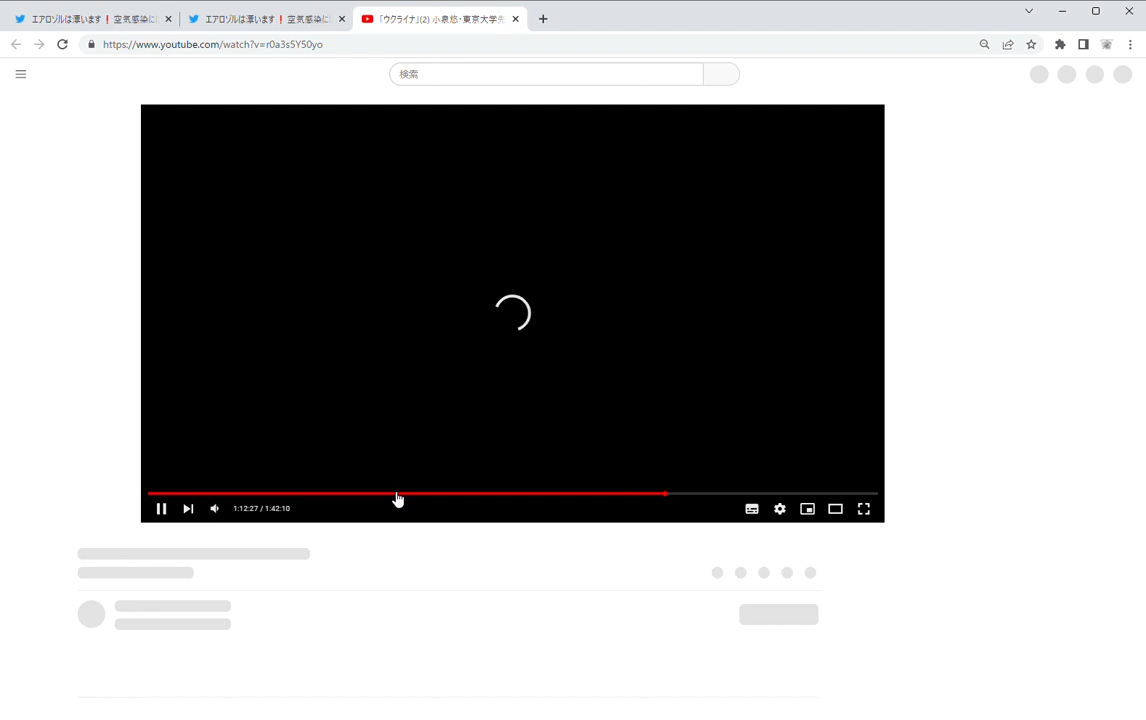 エアロゾルは漂います❗ 空気感染に
エアロゾルは漂います❗ 空気感染に
「ウクライナ」(2) 小泉悠・東京大学先
https://www.youtube.com/watch?v=r0a3s5Y50yo
検索
1:12:27 / 1:42:10